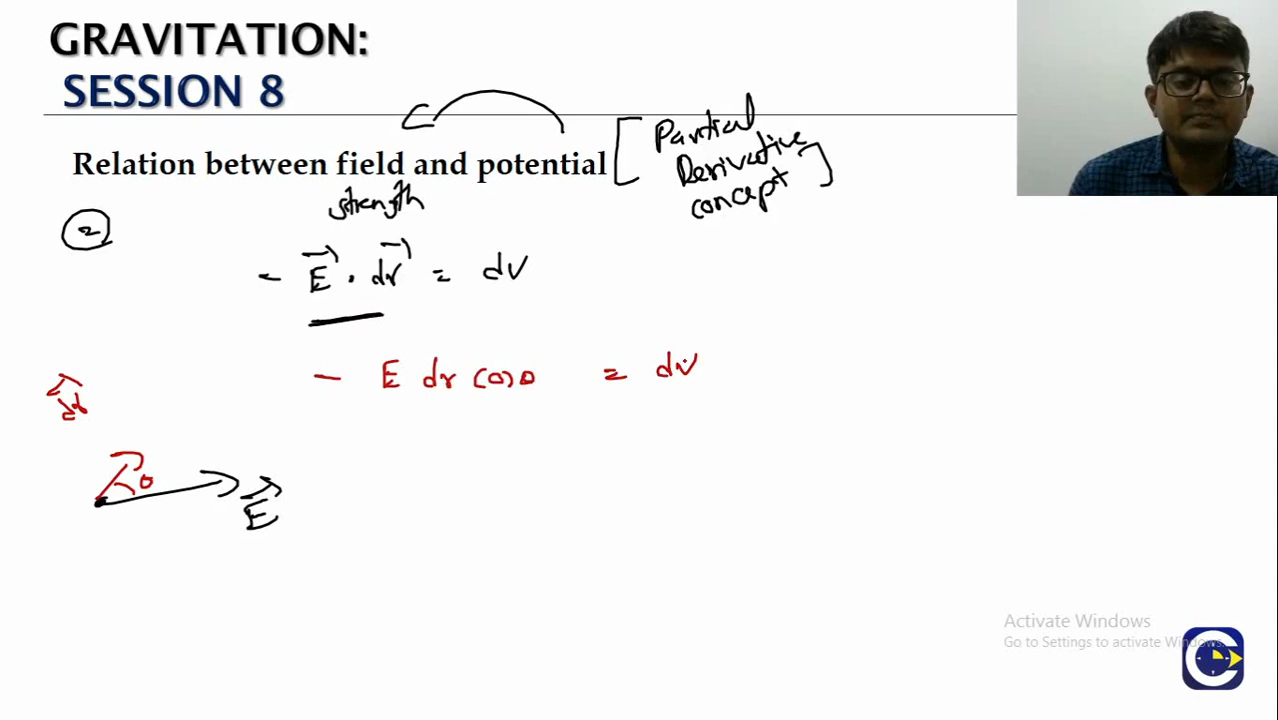 GRAVITATION:
SESSION 8
Relation between field and potential
[Partial
Derivative
concept]
strength
2
- E⃗ . dr⃗ = dV
- E dr cosθ = dV
dr⃗
θ
E⃗
Activate Windows
Go to Settings to activate Windows.